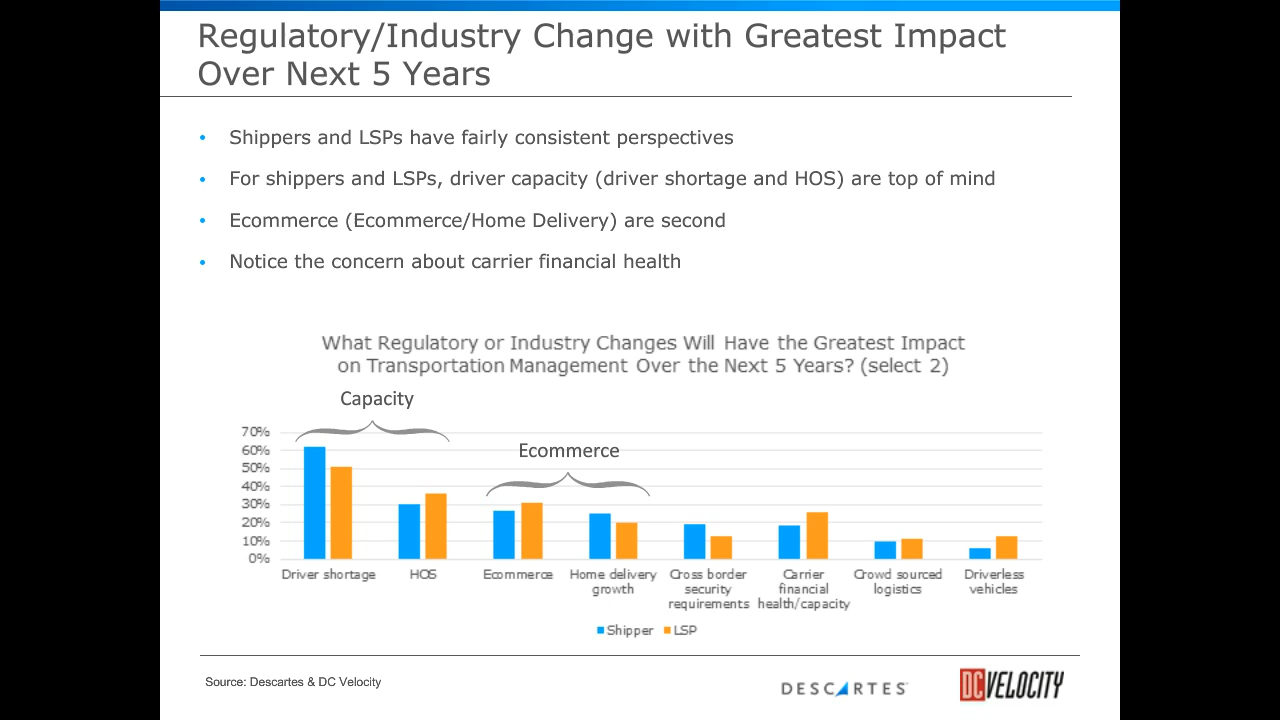 Regulatory/Industry Change with Greatest Impact
Over Next 5 Years
• Shippers and LSPs have fairly consistent perspectives
• For shippers and LSPs, driver capacity (driver shortage and HOS) are top of mind
• Ecommerce (Ecommerce/Home Delivery) are second
• Notice the concern about carrier financial health
What Regulatory or Industry Changes Will Have the Greatest Impact
on Transportation Management Over the Next 5 Years? (select 2)
Capacity
Ecommerce
70%
60%
50%
40%
30%
20%
10%
0%
Driver shortage
HOS
Ecommerce
Home delivery
growth
Cross border
security
requirements
Carrier
financial
health/capacity
Crowd sourced
logistics
Driverless
vehicles
Shipper LSP
Source: Descartes & DC Velocity
DESCARTES
DC VELOCITY